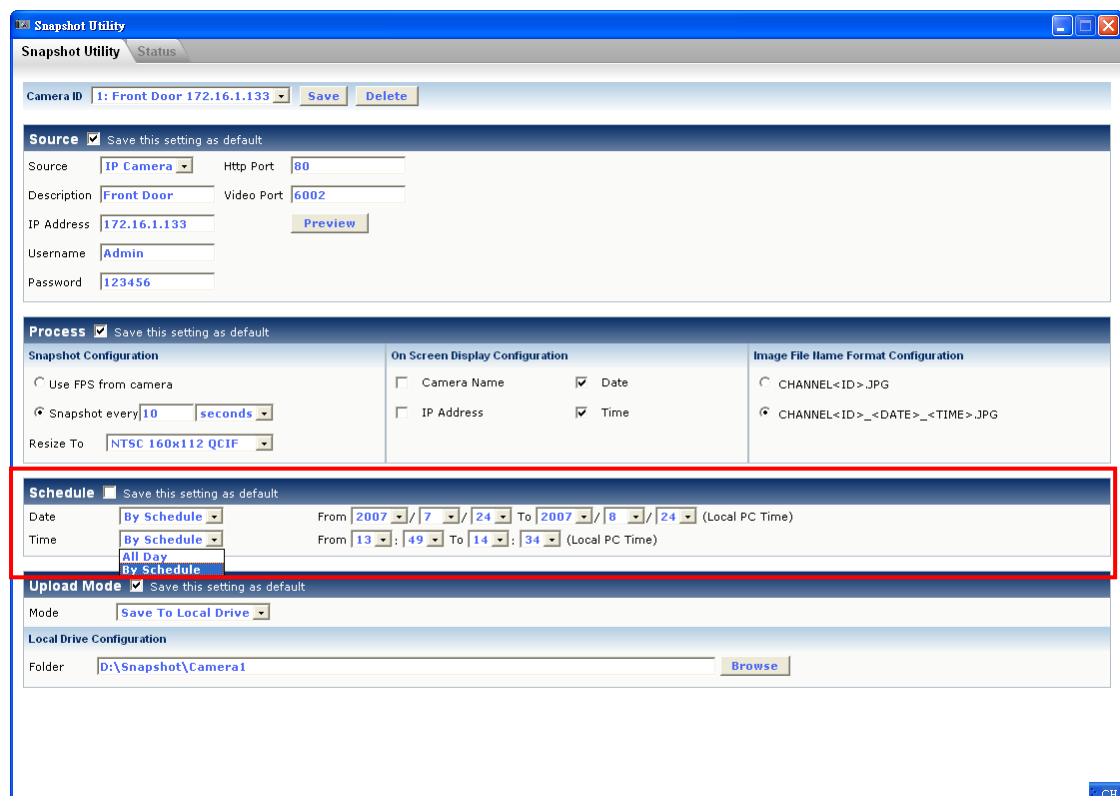 Snapshot Utility
Snapshot Utility Status
Camera ID 1: Front Door 172.16.1.133 Save Delete
Source Save this setting as default
Source IP Camera Http Port 80
Description Front Door Video Port 6002
IP Address 172.16.1.133 Preview
Username Admin
Password 123456
Process Save this setting as default
Snapshot Configuration On Screen Display Configuration Image File Name Format Configuration
Use FPS from camera Camera Name Date CHANNEL<ID>.JPG
Snapshot every 10 seconds IP Address Time CHANNEL<ID>_<DATE>_<TIME>.JPG
Resize To NTSC 160x112 QCIF
Schedule Save this setting as default
Date By Schedule From 2007 / 7 / 24 To 2007 / 8 / 24 (Local PC Time)
Time By Schedule From 13 : 49 To 14 : 34 (Local PC Time)
All Day
By Schedule
Upload Mode Save this setting as default
Mode Save To Local Drive
Local Drive Configuration
Folder D:\Snapshot\Camera1 Browse
CH